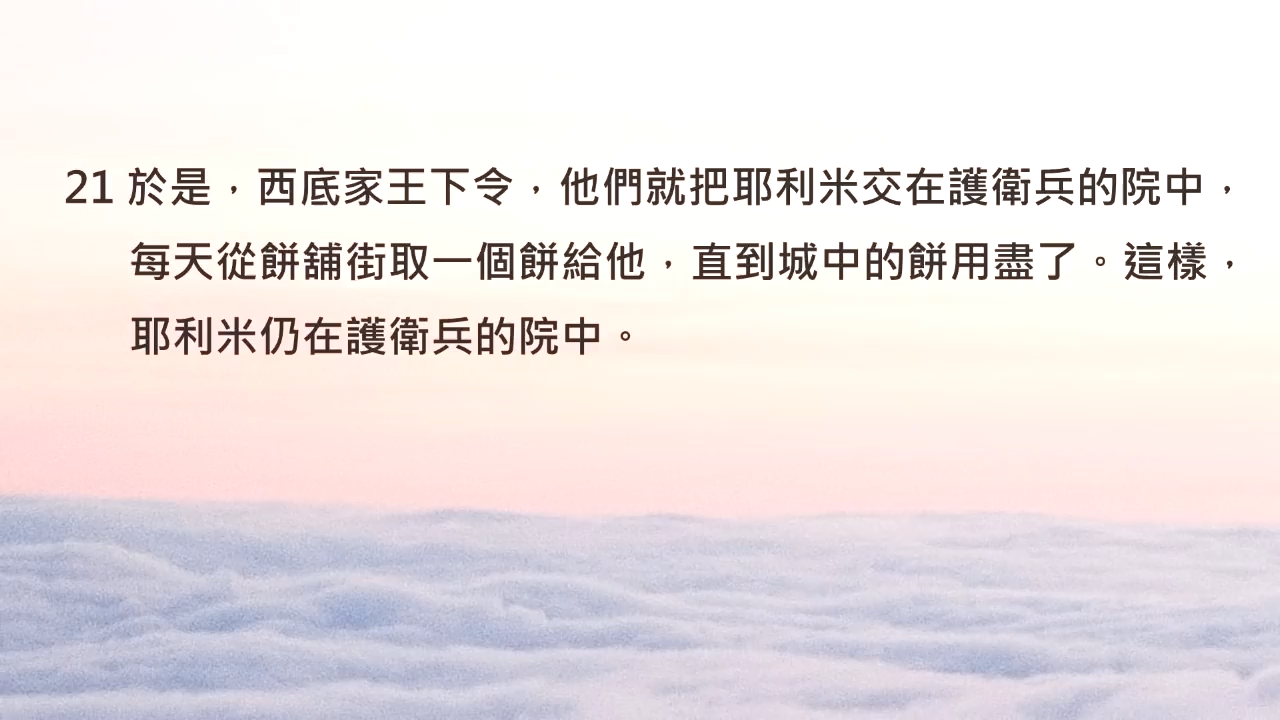 21 於是，西底家王下令，他們就把耶利米交在護衛兵的院中，
每天從餅舖街取一個餅給他，直到城中的餅用盡了。這樣，
耶利米仍在護衛兵的院中。